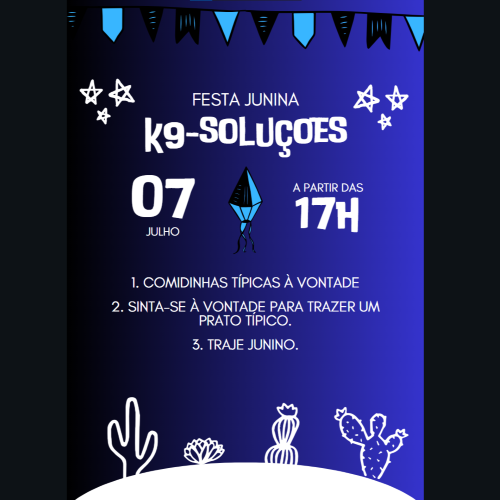 FESTA JUNINA
K9-SOLUÇOES
07
JULHO
A PARTIR DAS
17H
1. COMIDINHAS TÍPICAS À VONTADE
2. SINTA-SE À VONTADE PARA TRAZER UM
PRATO TÍPICO.
3. TRAJE JUNINO.